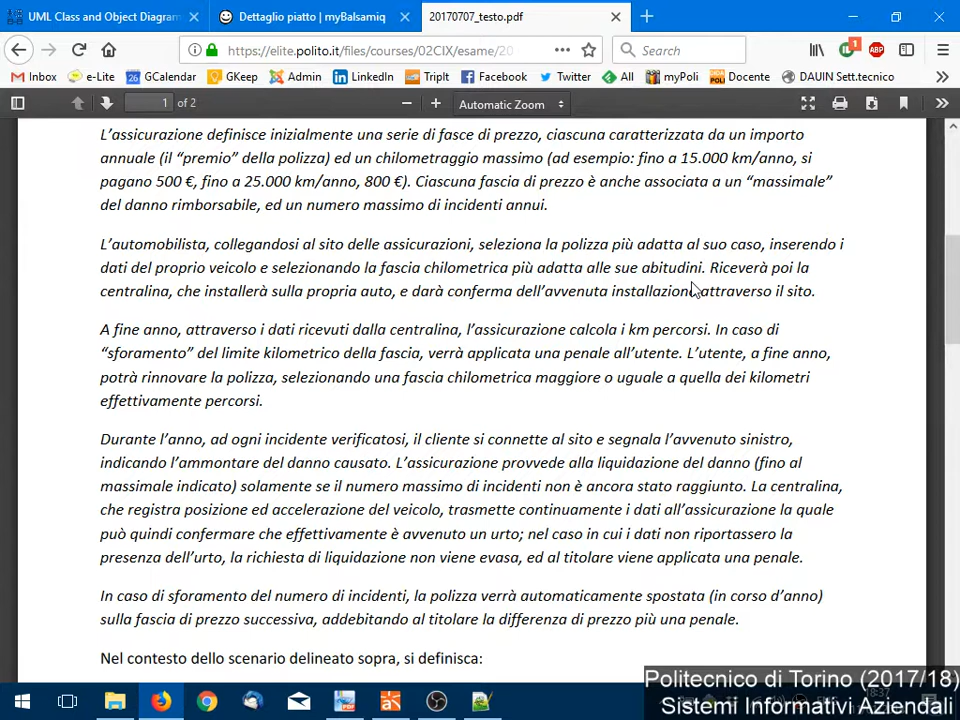 UML Class and Object Diagram
Dettaglio piatto | myBalsamiq
20170707_testo.pdf
https://elite.polito.it/files/courses/02CIX/esame/20
Search
1
ABP
Inbox
e-Lite
26
GCalendar
GKeep
Admin
LinkedIn
TripIt
Facebook
Twitter
All
myPoli
Docente
DAUIN Sett.tecnico
1
of 2
Automatic Zoom
L'assicurazione definisce inizialmente una serie di fasce di prezzo, ciascuna caratterizzata da un importo
annuale (il “premio” della polizza) ed un chilometraggio massimo (ad esempio: fino a 15.000 km/anno, si
pagano 500 €, fino a 25.000 km/anno, 800 €). Ciascuna fascia di prezzo è anche associata a un “massimale”
del danno rimborsabile, ed un numero massimo di incidenti annui.
L'automobilista, collegandosi al sito delle assicurazioni, seleziona la polizza più adatta al suo caso, inserendo i
dati del proprio veicolo e selezionando la fascia chilometrica più adatta alle sue abitudini. Riceverà poi la
centralina, che installerà sulla propria auto, e darà conferma dell'avvenuta installazione attraverso il sito.
A fine anno, attraverso i dati ricevuti dalla centralina, l'assicurazione calcola i km percorsi. In caso di
“sforamento” del limite kilometrico della fascia, verrà applicata una penale all'utente. L'utente, a fine anno,
potrà rinnovare la polizza, selezionando una fascia chilometrica maggiore o uguale a quella dei kilometri
effettivamente percorsi.
Durante l'anno, ad ogni incidente verificatosi, il cliente si connette al sito e segnala l'avvenuto sinistro,
indicando l'ammontare del danno causato. L'assicurazione provvede alla liquidazione del danno (fino al
massimale indicato) solamente se il numero massimo di incidenti non è ancora stato raggiunto. La centralina,
che registra posizione ed accelerazione del veicolo, trasmette continuamente i dati all'assicurazione la quale
può quindi confermare che effettivamente è avvenuto un urto; nel caso in cui i dati non riportassero la
presenza dell'urto, la richiesta di liquidazione non viene evasa, ed al titolare viene applicata una penale.
In caso di sforamento del numero di incidenti, la polizza verrà automaticamente spostata (in corso d'anno)
sulla fascia di prezzo successiva, addebitando al titolare la differenza di prezzo più una penale.
Nel contesto dello scenario delineato sopra, si definisca:
Politecnico di Torino (2017/18)
18:37
Sistemi Informativi Aziendali